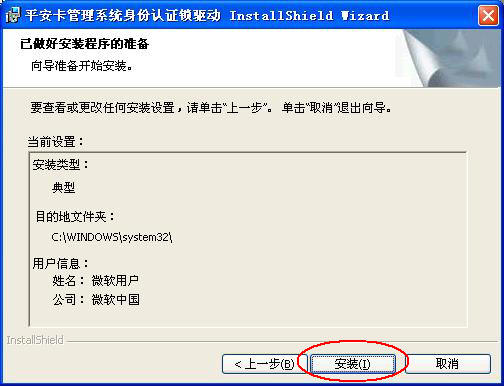 平安卡管理系统身份认证锁驱动 InstallShield Wizard
已做好安装程序的准备
向导准备开始安装。
要查看或更改任何安装设置，请单击“上一步”。 单击“取消”退出向导。
当前设置：
安装类型：
典型
目的地文件夹：
C:\WINDOWS\system32\
用户信息：
姓名： 微软用户
公司： 微软中国
InstallShield
< 上一步(B)
安装(I)
取消